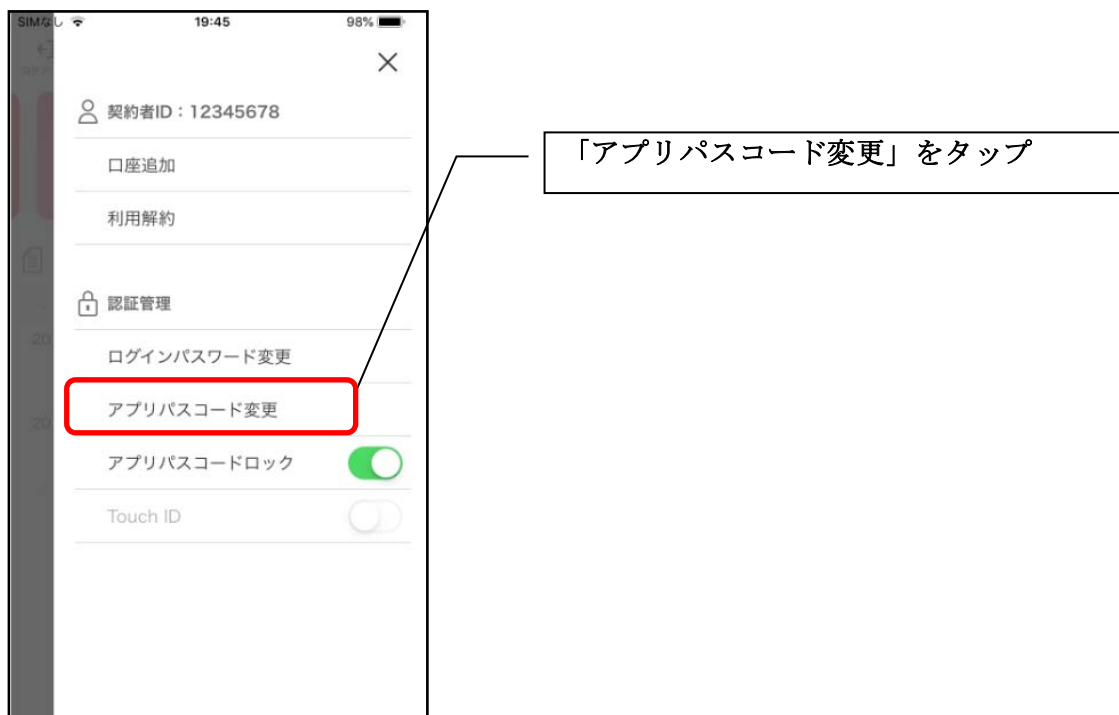 SIMなし 19:45 98%
契約者ID：12345678
口座追加
利用解約
認証管理
ログインパスワード変更
アプリパスコード変更
アプリパスコードロック
Touch ID
「アプリパスコード変更」をタップ
20
20